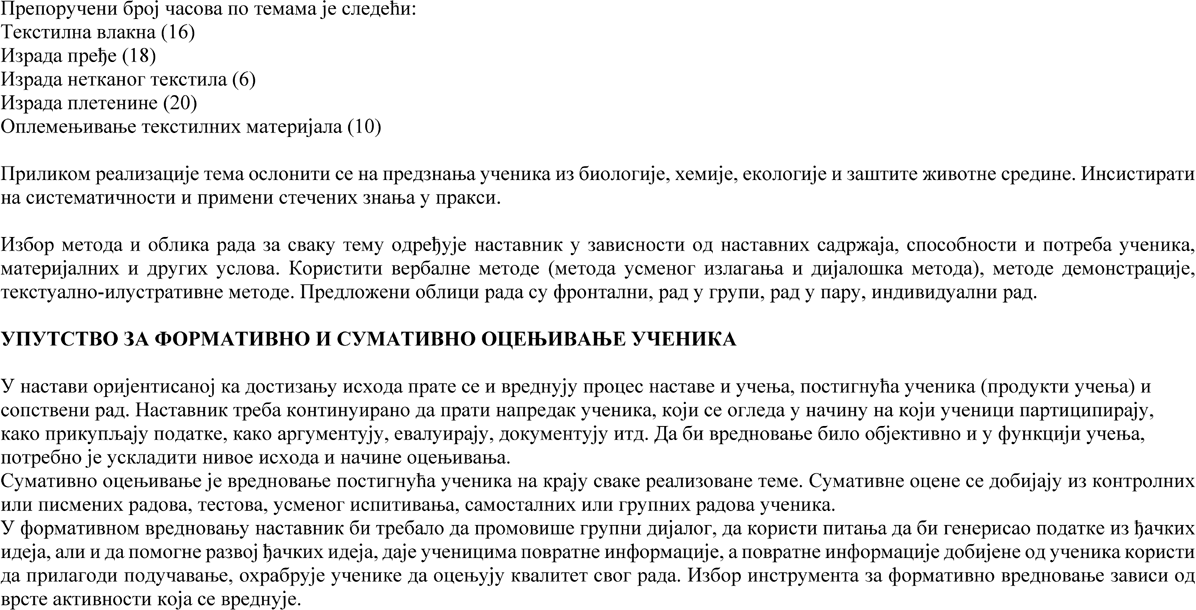 Препоручени број часова по темама је следећи:
Текстилна влакна (16)
Израда пређе (18)
Израда нетканог текстила (6)
Израда плетенине (20)
Оплемењивање текстилних материјала (10)
Приликом реализације тема ослонити се на предзнања ученика из биологије, хемије, екологије и заштите животне средине. Инсистирати
на систематичности и примени стечених знања у пракси.
Избор метода и облика рада за сваку тему одређује наставник у зависности од наставних садржаја, способности и потреба ученика,
материјалних и других услова. Користити вербалне методе (метода усменог излагања и дијалошка метода), методе демонстрације,
текстуално-илустративне методе. Предложени облици рада су фронтални, рад у групи, рад у пару, индивидуални рад.
УПУТСТВО ЗА ФОРМАТИВНО И СУМАТИВНО ОЦЕЊИВАЊЕ УЧЕНИКА
У настави оријентисаној ка достизању исхода прате се и вреднују процес наставе и учења, постигнућа ученика (продукти учења) и
сопствени рад. Наставник треба континуирано да прати напредак ученика, који се огледа у начину на који ученици партиципирају,
како прикупљају податке, како аргументују, евалуирају, документују итд. Да би вредновање било објективно и у функцији учења,
потребно је ускладити нивое исхода и начине оцењивања.
Сумативно оцењивање је вредновање постигнућа ученика на крају сваке реализоване теме. Сумативне оцене се добијају из контролних
или писмених радова, тестова, усменог испитивања, самосталних или групних радова ученика.
У формативном вредновању наставник би требало да промовише групни дијалог, да користи питања да би генерисао податке из ђачких
идеја, али и да помогне развој ђачких идеја, даје ученицима повратне информације, а повратне информације добијене од ученика користи
да прилагоди подучавање, охрабрује ученике да оцењују квалитет свог рада. Избор инструмента за формативно вредновање зависи од
врсте активности која се вреднује.